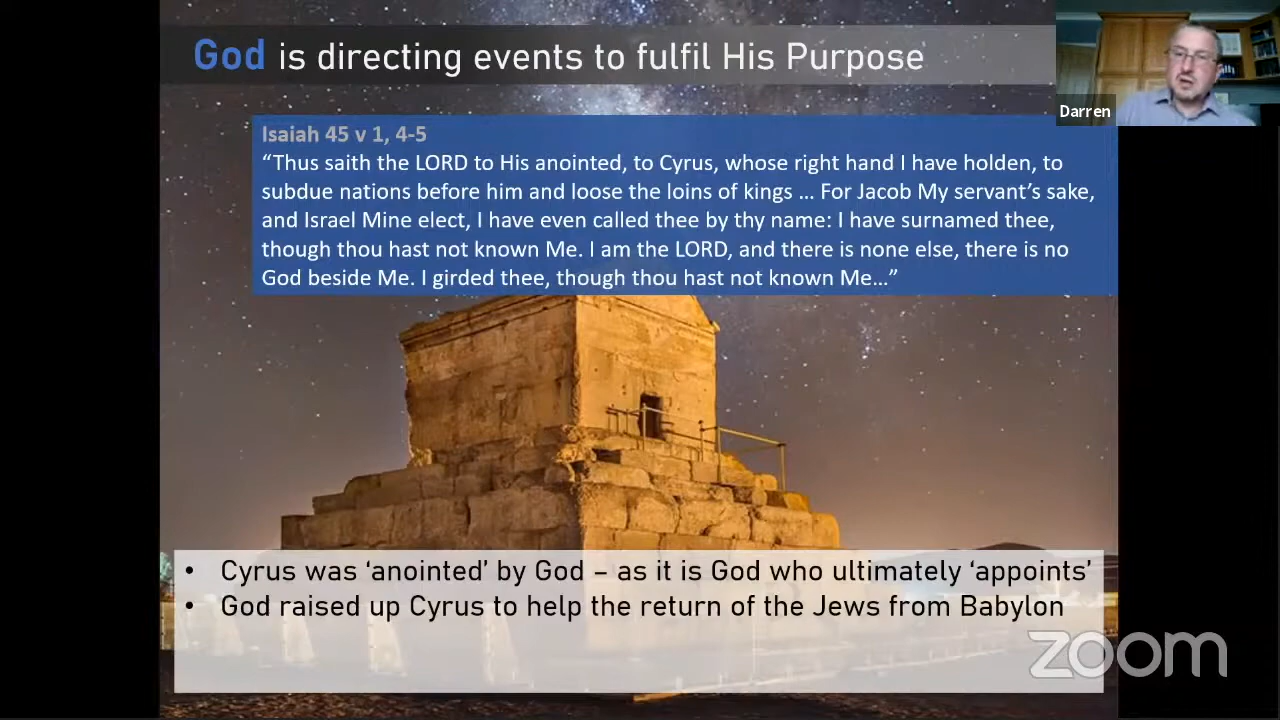 God is directing events to fulfil His Purpose
Darren
Isaiah 45 v 1, 4-5
“Thus saith the LORD to His anointed, to Cyrus, whose right hand I have holden, to
subdue nations before him and loose the loins of kings … For Jacob My servant’s sake,
and Israel Mine elect, I have even called thee by thy name: I have surnamed thee,
though thou hast not known Me. I am the LORD, and there is none else, there is no
God beside Me. I girded thee, though thou hast not known Me…”
• Cyrus was ‘anointed’ by God – as it is God who ultimately ‘appoints’
• God raised up Cyrus to help the return of the Jews from Babylon
zoom